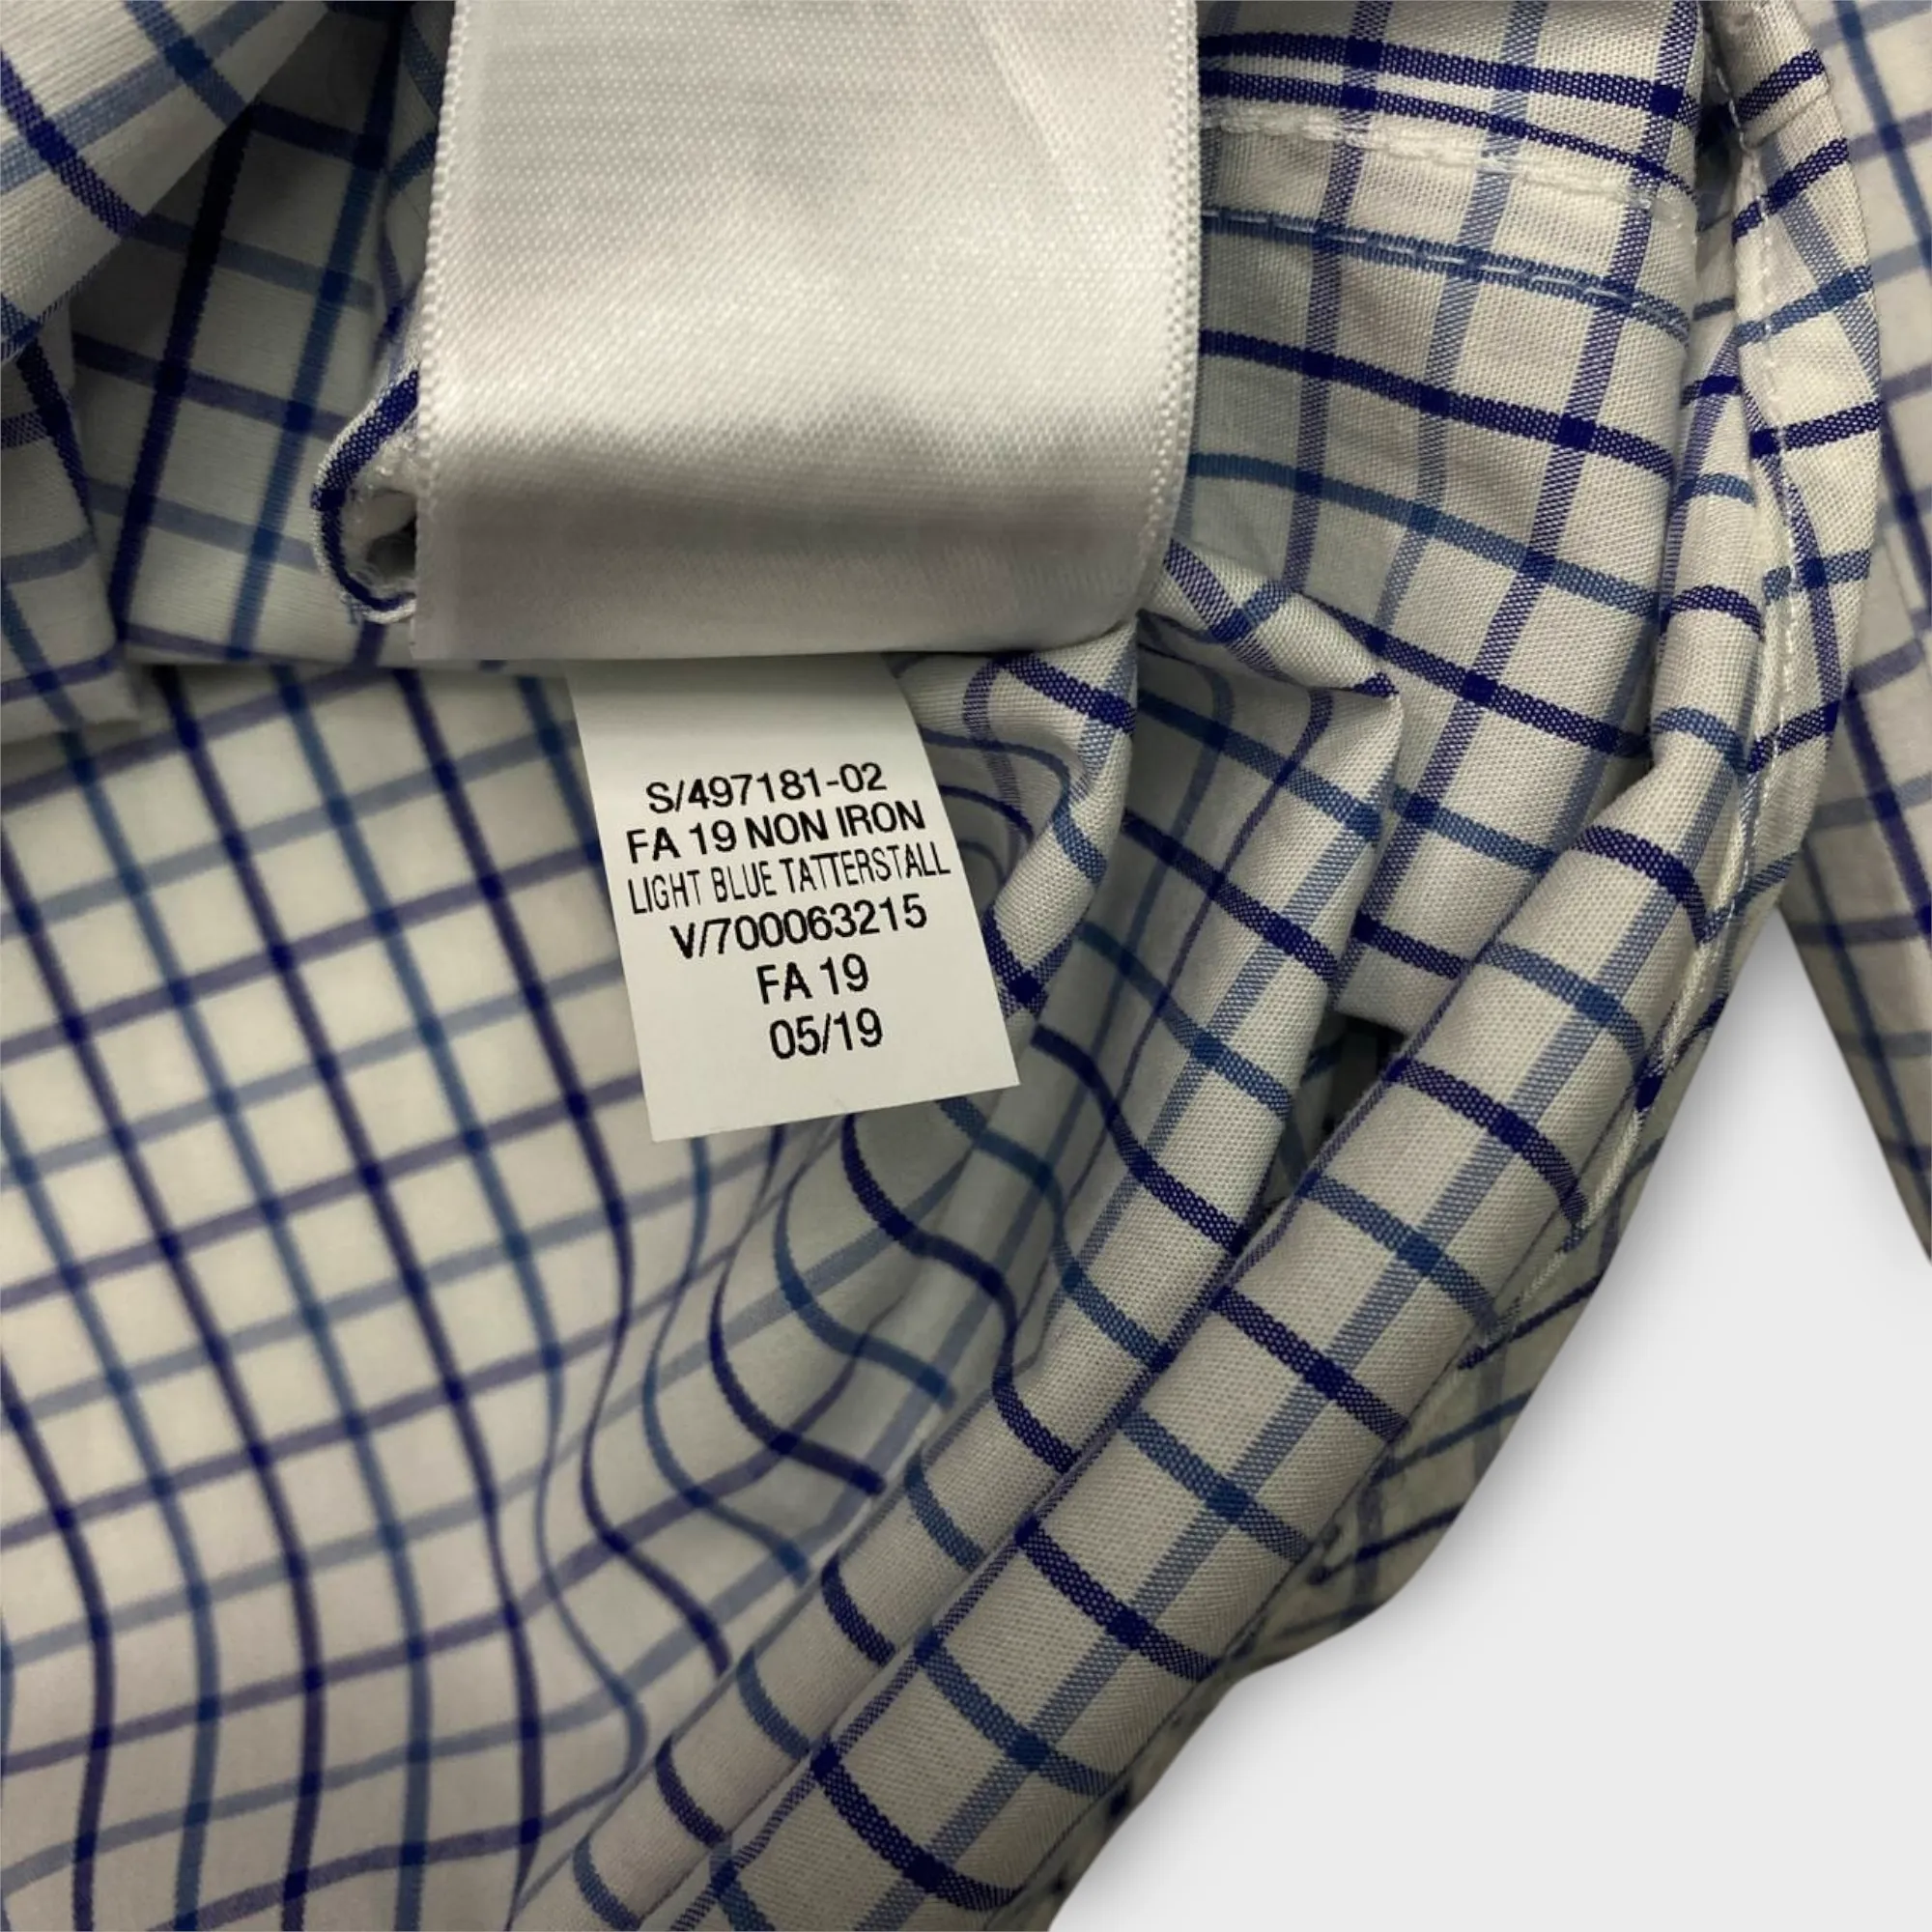 S/497181-02
FA 19 NON IRON
LIGHT BLUE TATTERSTALL
V/700063215
FA 19
05/19